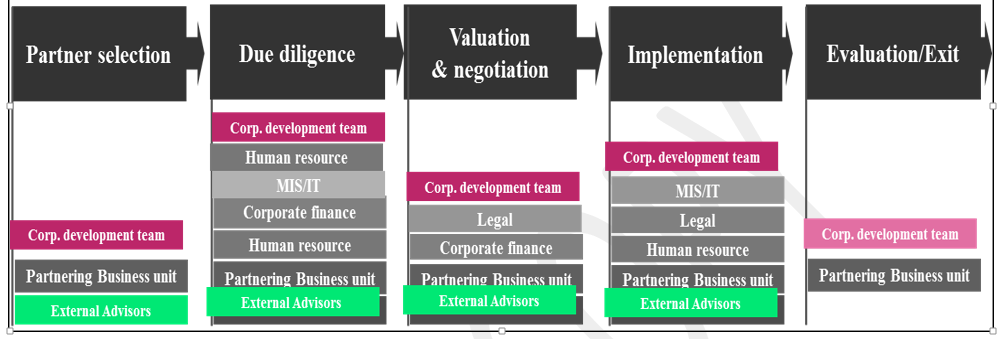 Partner selection
Due diligence
Valuation
& negotiation
Implementation
Evaluation/Exit
Corp. development team
Partnering Business unit
External Advisors
Corp. development team
Human resource
MIS/IT
Corporate finance
Human resource
Partnering Business unit
External Advisors
Corp. development team
Legal
Corporate finance
Partnering Business unit
External Advisors
Corp. development team
MIS/IT
Legal
Human resource
Partnering Business unit
External Advisors
Corp. development team
Partnering Business unit